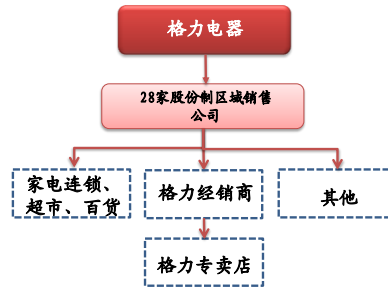 格力电器
28家股份制区域销售
公司
家电连锁、
超市、百货
格力经销商
其他
格力专卖店